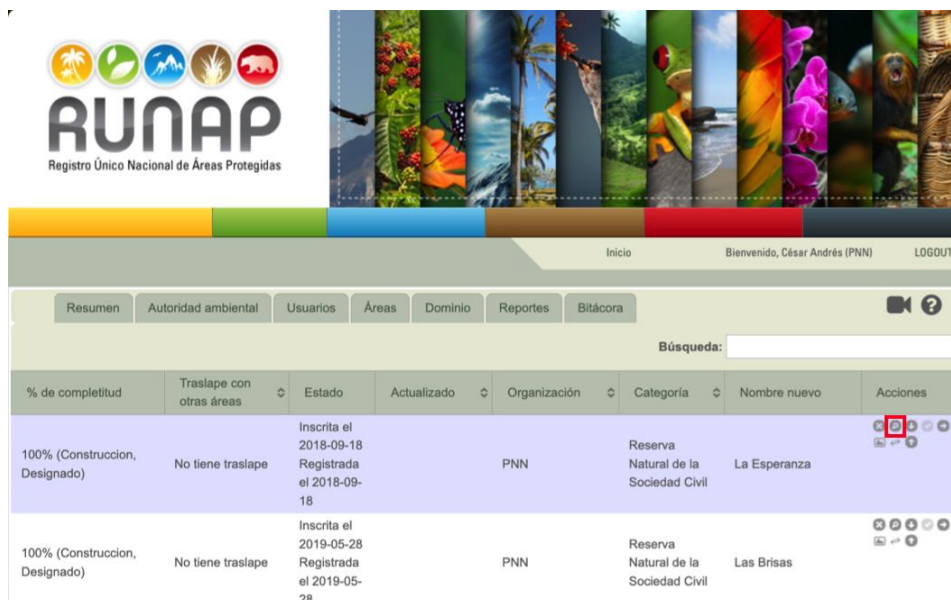 RUNAP
Registro Único Nacional de Áreas Protegidas
Inicio
Bienvenido, César Andrés (PNN)
LOGOUT
Resumen
Autoridad ambiental
Usuarios
Áreas
Dominio
Reportes
Bitácora
Búsqueda:
% de completitud
Traslape con
otras áreas
Estado
Actualizado
Organización
Categoría
Nombre nuevo
Acciones
100% (Construccion,
Designado)
No tiene traslape
Inscrita el
2018-09-18
Registrada
el 2018-09-
18
PNN
Reserva
Natural de la
Sociedad Civil
La Esperanza
100% (Construccion,
Designado)
No tiene traslape
Inscrita el
2019-05-28
Registrada
el 2019-05-
28
PNN
Reserva
Natural de la
Sociedad Civil
Las Brisas